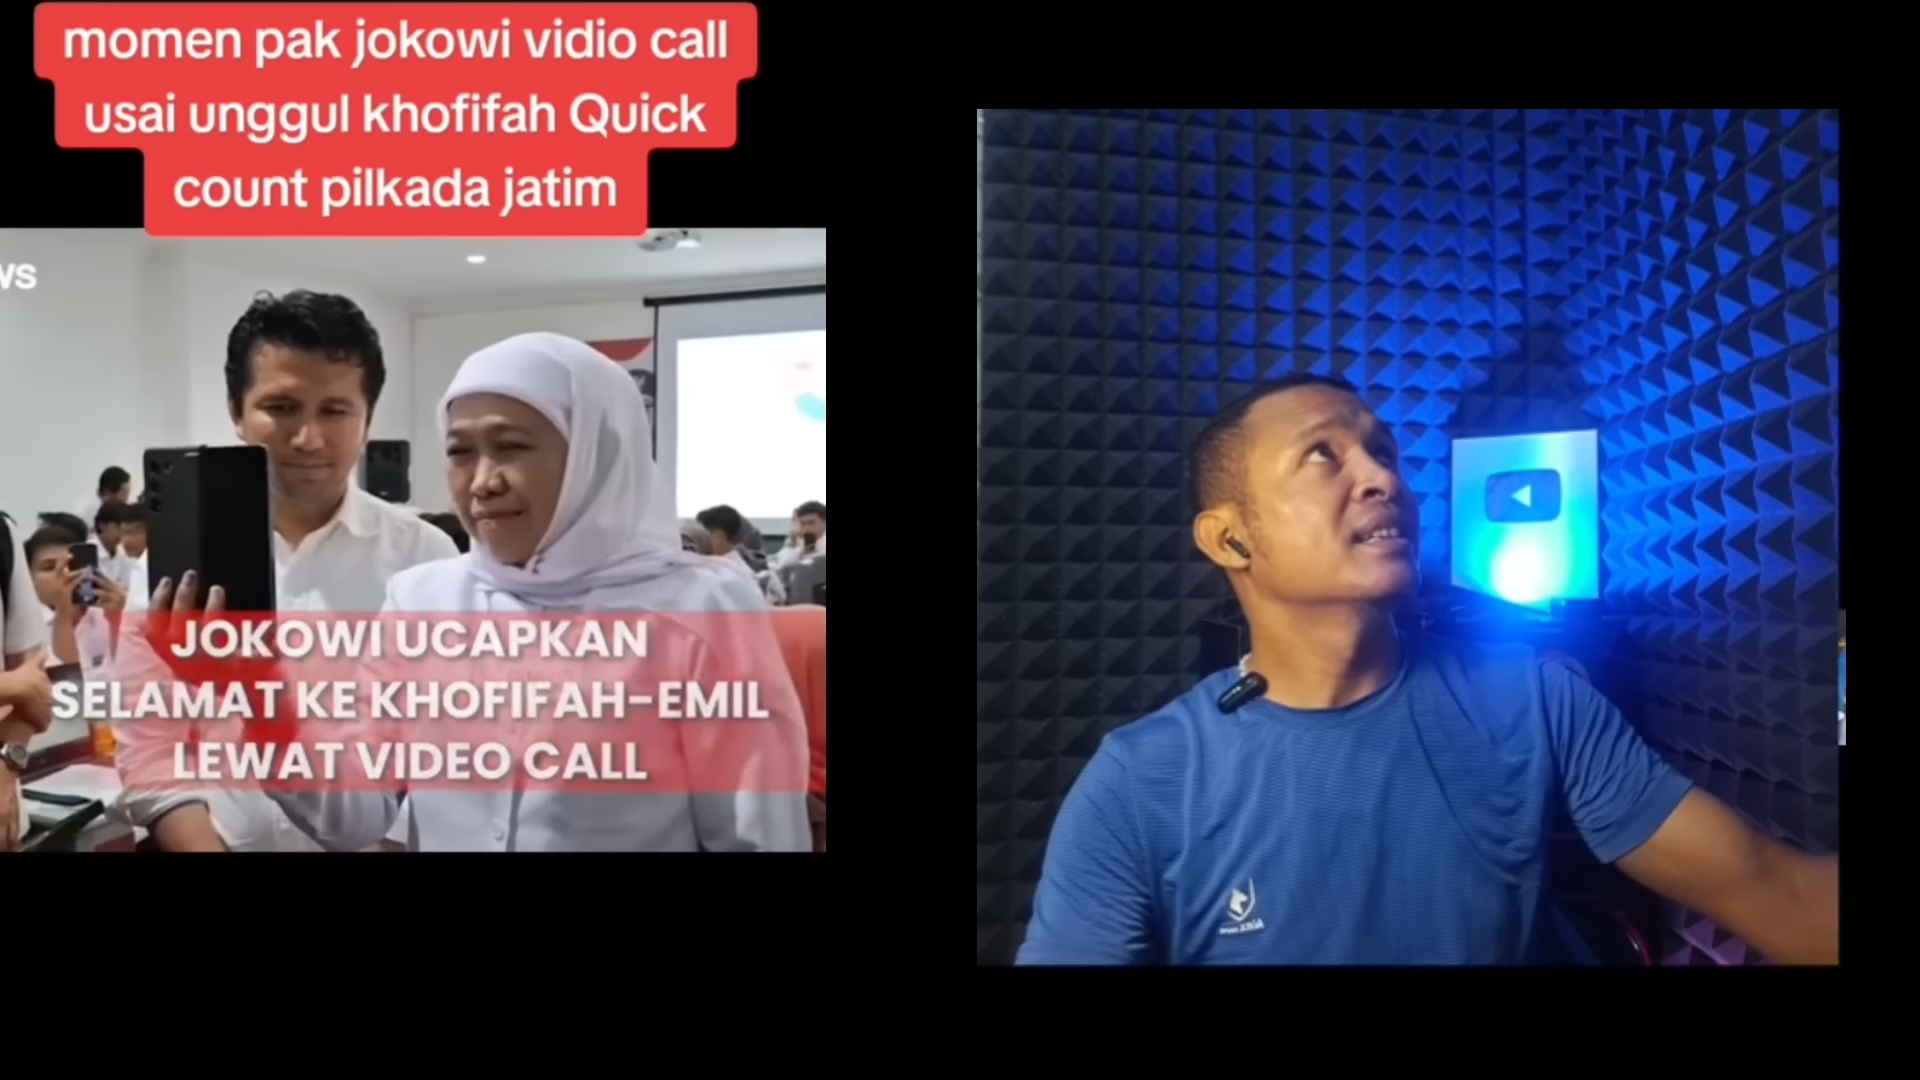 momen pak jokowi vidio call
usai unggul khofifah Quick
count pilkada jatim
ws
JOKOWI UCAPKAN
SELAMAT KE KHOFIFAH-EMIL
LEWAT VIDEO CALL